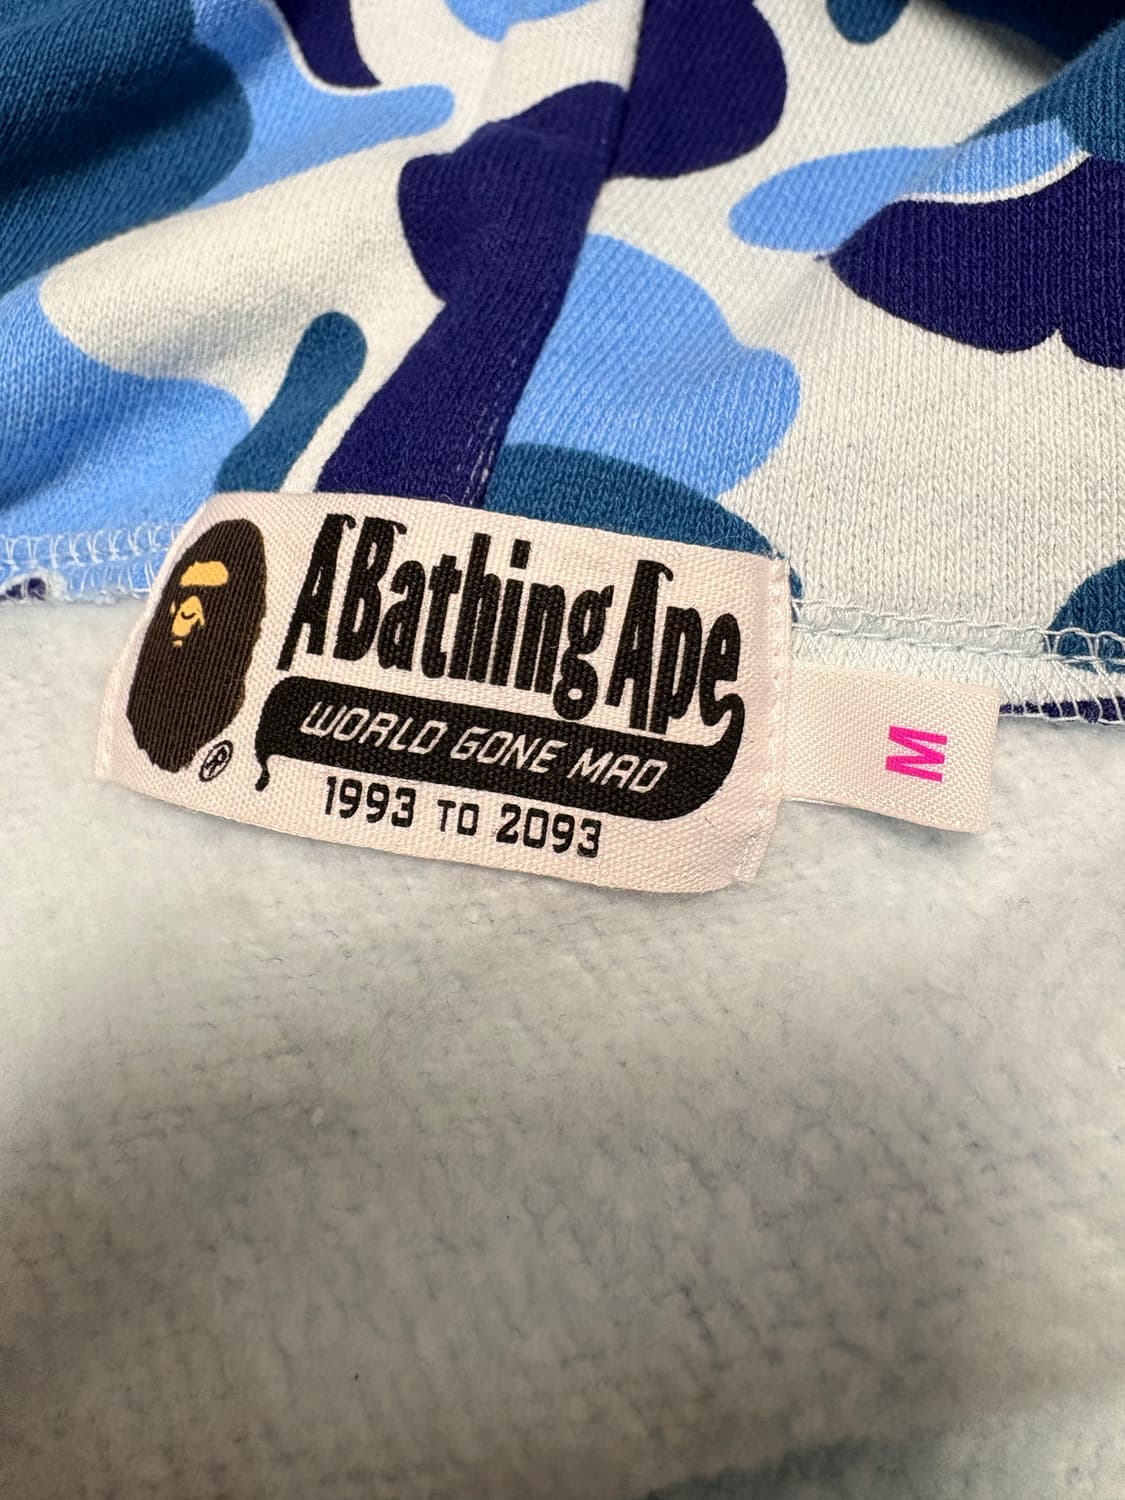 A Bathing Ape
WORLD GONE MAD
1993 TO 2093
®
M